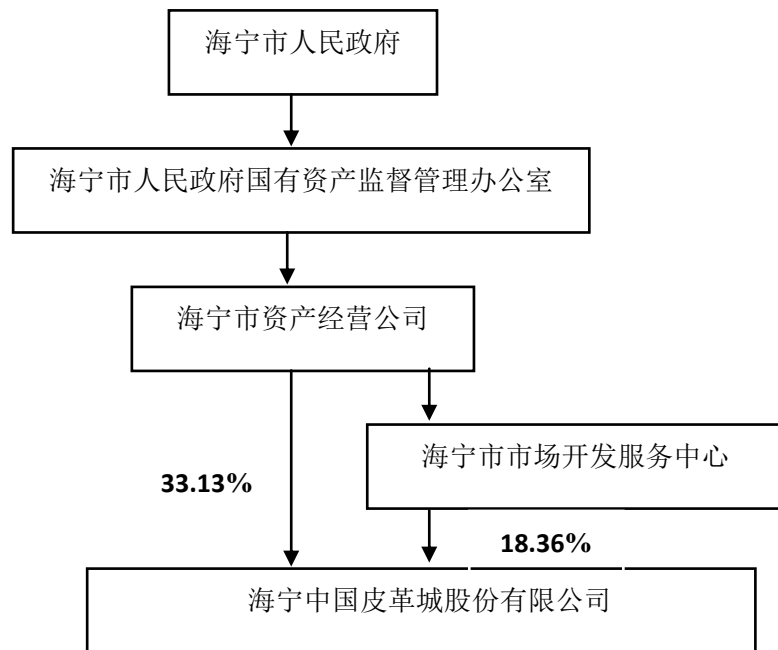 海宁市人民政府
海宁市人民政府国有资产监督管理办公室
海宁市资产经营公司
海宁市市场开发服务中心
33.13%
18.36%
海宁中国皮革城股份有限公司